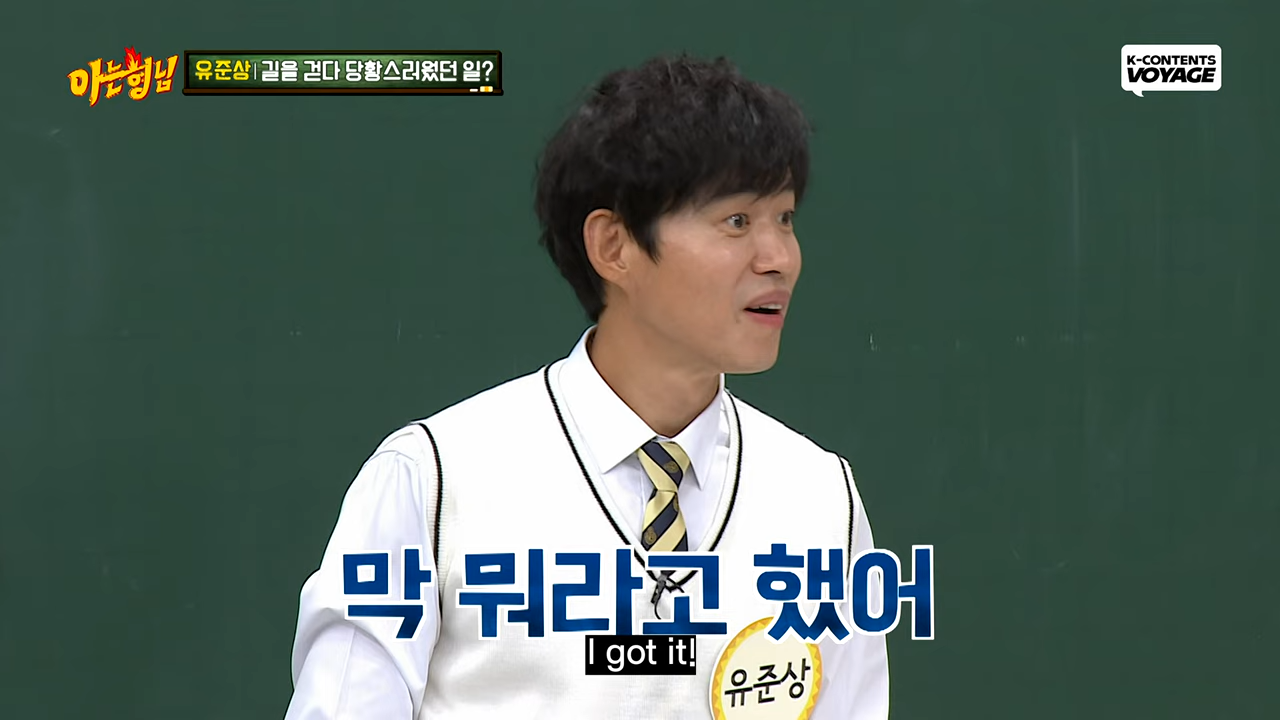 아는형님
유준상 | 길을 걷다 당황스러웠던 일?
K-CONTENTS
VOYAGE
막 뭐라고 했어
I got it!
유준상